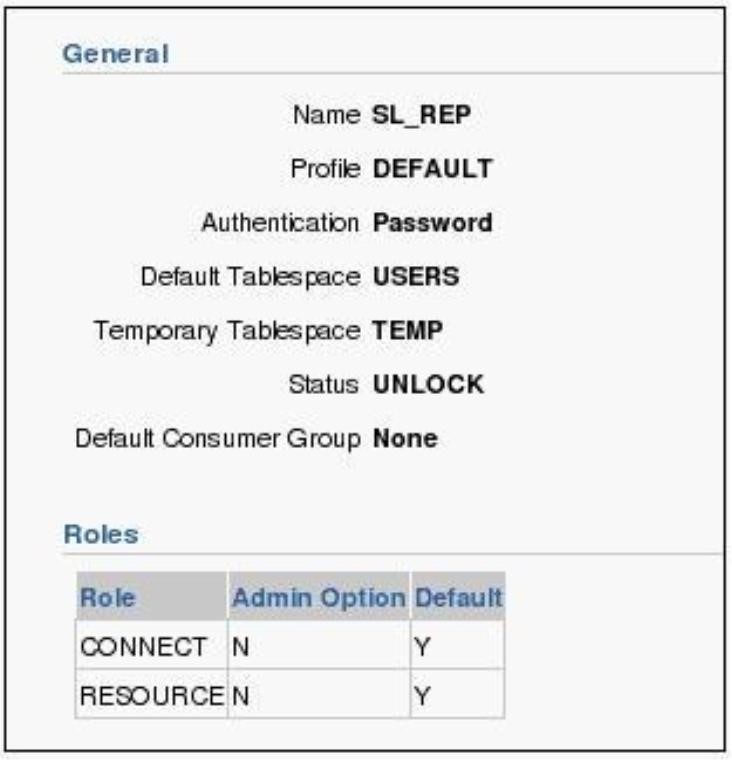 General
Name SL_REP
Profile DEFAULT
Authentication Password
Default Tablespace USERS
Temporary Tablespace TEMP
Status UNLOCK
Default Consumer Group None
Roles
Role Admin Option Default
CONNECT N Y
RESOURCE N Y